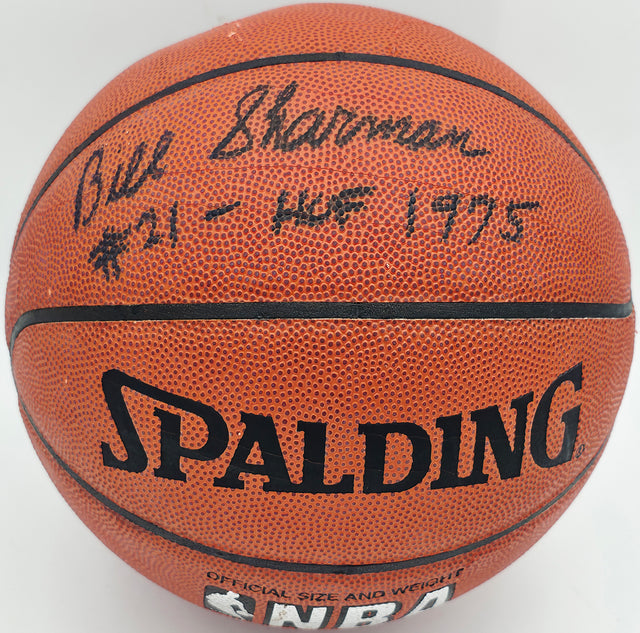 Bill Sharman
#21 - HOF 1975
SPALDING®
OFFICIAL SIZE AND WEIGHT
NBA